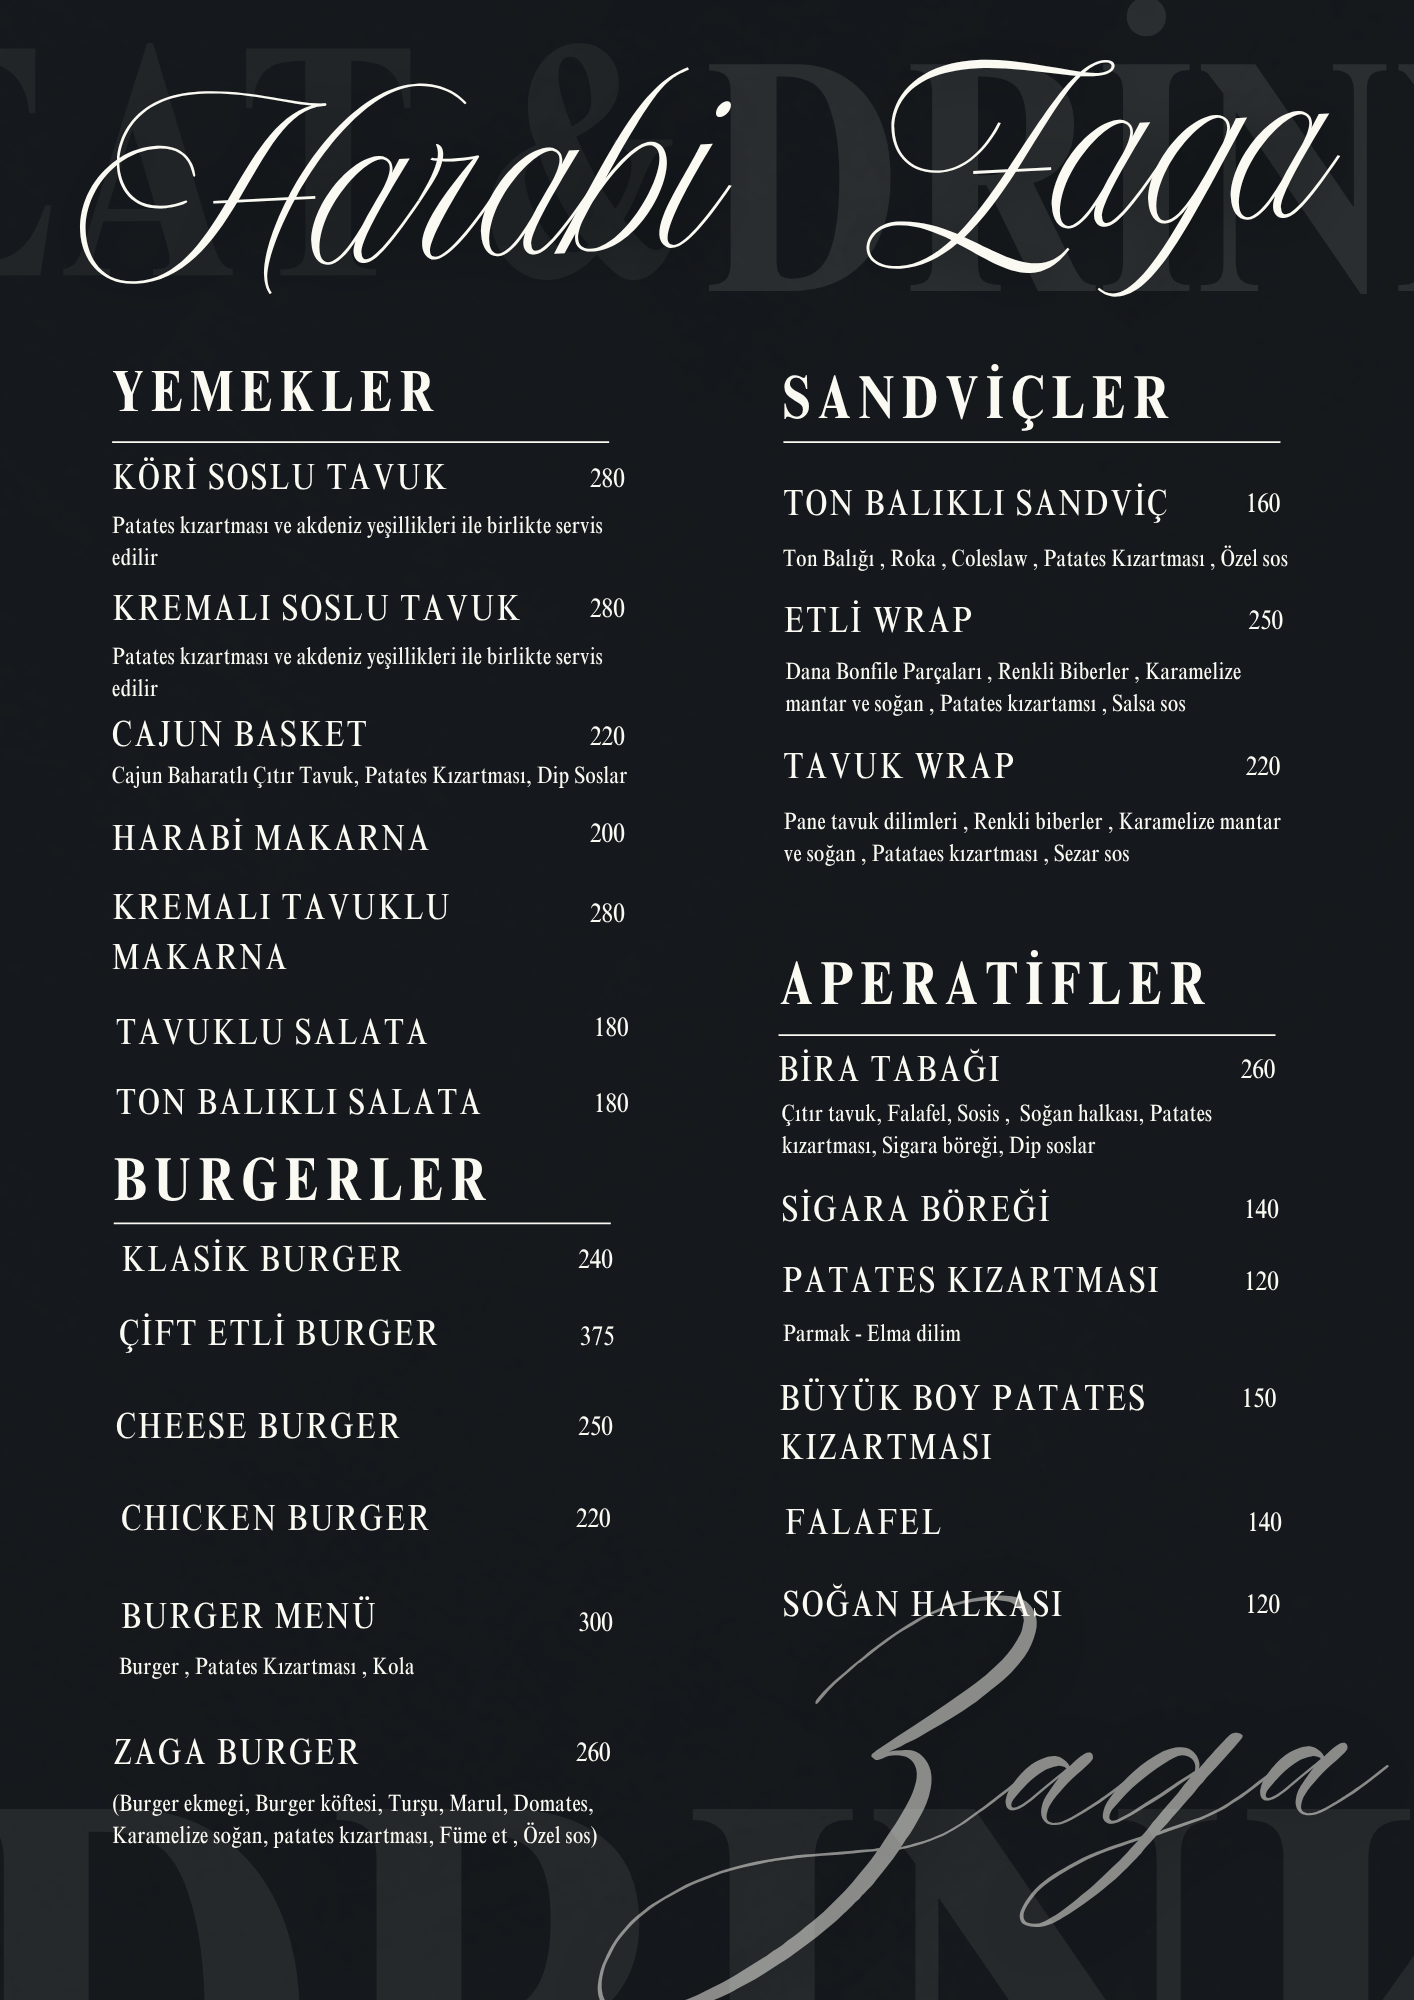 EAT & DRİN
Harabi Zaga
YEMEKLER
KÖRİ SOSLU TAVUK 280
Patates kızartması ve akdeniz yeşillikleri ile birlikte servis
edilir
KREMALI SOSLU TAVUK 280
Patates kızartması ve akdeniz yeşillikleri ile birlikte servis
edilir
CAJUN BASKET 220
Cajun Baharatlı Çıtır Tavuk, Patates Kızartması, Dip Soslar
HARABİ MAKARNA 200
KREMALI TAVUKLU 280
MAKARNA
TAVUKLU SALATA 180
TON BALIKLI SALATA 180
BURGERLER
KLASİK BURGER 240
ÇİFT ETLİ BURGER 375
CHEESE BURGER 250
CHICKEN BURGER 220
BURGER MENÜ 300
Burger , Patates Kızartması , Kola
ZAGA BURGER 260
(Burger ekmegi, Burger köftesi, Turşu, Marul, Domates,
Karamelize soğan, patates kızartması, Füme et , Özel sos)
SANDVİÇLER
TON BALIKLI SANDVİÇ 160
Ton Balığı , Roka , Coleslaw , Patates Kızartması , Özel sos
ETLİ WRAP 250
Dana Bonfile Parçaları , Renkli Biberler , Karamelize
mantar ve soğan , Patates kızartamsı , Salsa sos
TAVUK WRAP 220
Pane tavuk dilimleri , Renkli biberler , Karamelize mantar
ve soğan , Patataes kızartması , Sezar sos
APERATİFLER
BİRA TABAĞI 260
Çıtır tavuk, Falafel, Sosis , Soğan halkası, Patates
kızartması, Sigara böreği, Dip soslar
SİGARA BÖREĞİ 140
PATATES KIZARTMASI 120
Parmak - Elma dilim
BÜYÜK BOY PATATES 150
KIZARTMASI
FALAFEL 140
SOĞAN HALKASI 120
Zaga
DRINK